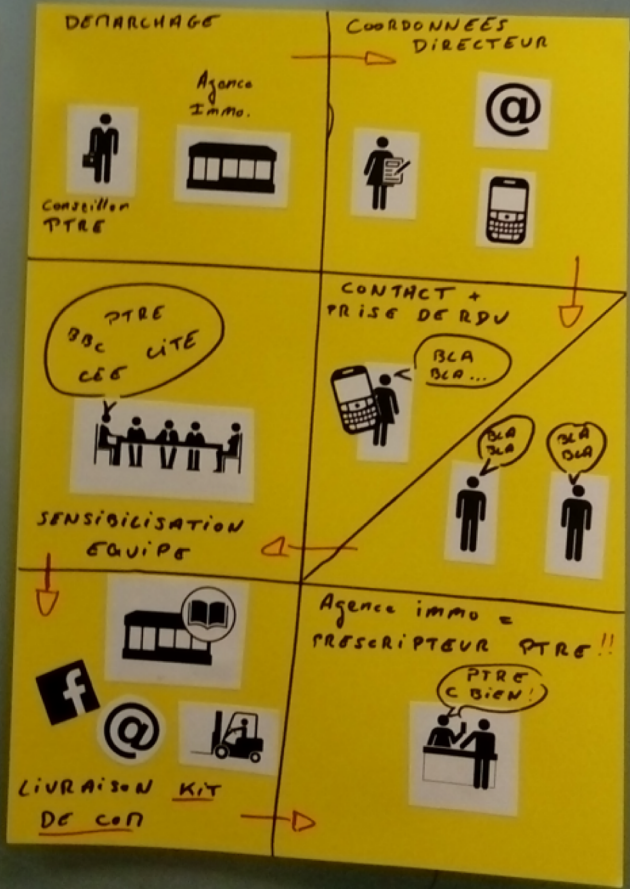 DEMARCHAGE
Agence
Immo.
Conseiller
PTRE
COORDONNEES
DIRECTEUR
@
CONTACT +
PRISE DE RDV
BLA
BLA...
BLA
BLA
BLA
BLA
PTRE
BBC
CITE
CEE
SENSIBILISATION
EQUIPE
f
@
LIVRAISON KIT
DE COM
Agence immo =
PRESCRIPTEUR PTRE!!
PTRE
C BIEN!